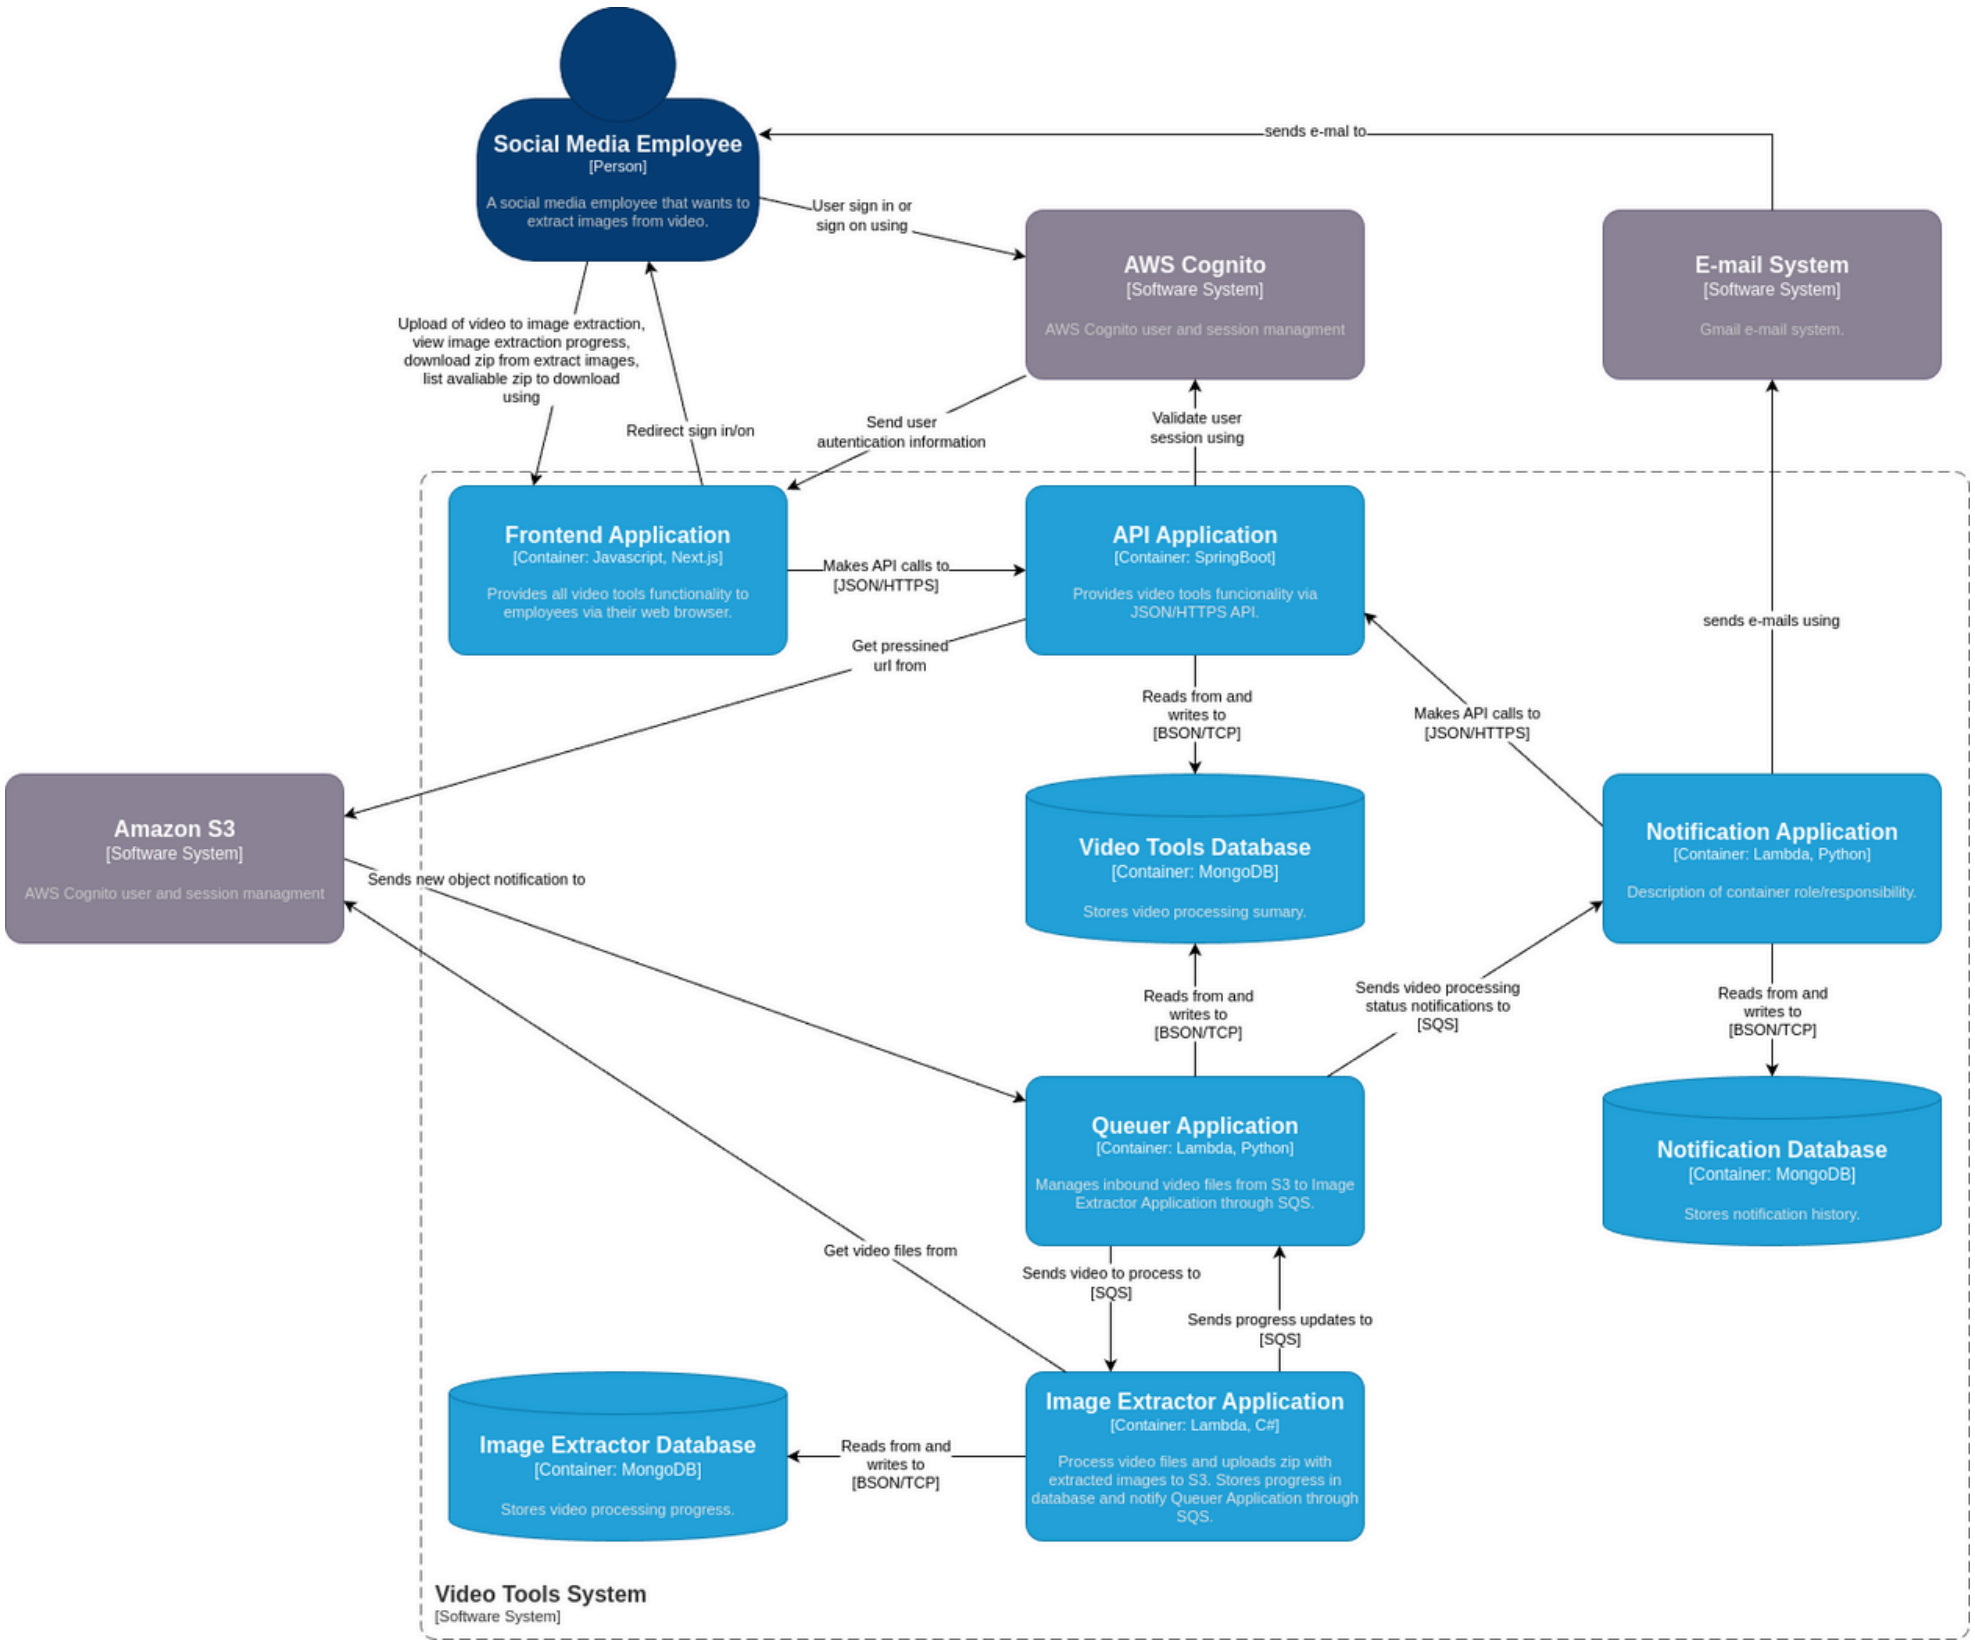 Social Media Employee
[Person]
A social media employee that wants to
extract images from video.
sends e-mal to
User sign in or
sign on using
AWS Cognito
[Software System]
AWS Cognito user and session managment
E-mail System
[Software System]
Gmail e-mail system.
Upload of video to image extraction,
view image extraction progress,
download zip from extract images,
list avaliable zip to download
using
Redirect sign in/on
Send user
autentication information
Validate user
session using
Frontend Application
[Container: Javascript, Next.js]
Provides all video tools functionality to
employees via their web browser.
Makes API calls to
[JSON/HTTPS]
API Application
[Container: SpringBoot]
Provides video tools funcionality via
JSON/HTTPS API.
sends e-mails using
Get pressined
url from
Reads from and
writes to
[BSON/TCP]
Makes API calls to
[JSON/HTTPS]
Amazon S3
[Software System]
AWS Cognito user and session managment
Sends new object notification to
Video Tools Database
[Container: MongoDB]
Stores video processing sumary.
Notification Application
[Container: Lambda, Python]
Description of container role/responsibility.
Reads from and
writes to
[BSON/TCP]
Sends video processing
status notifications to
[SQS]
Reads from and
writes to
[BSON/TCP]
Queuer Application
[Container: Lambda, Python]
Manages inbound video files from S3 to Image
Extractor Application through SQS.
Notification Database
[Container: MongoDB]
Stores notification history.
Get video files from
Sends video to process to
[SQS]
Sends progress updates to
[SQS]
Image Extractor Database
[Container: MongoDB]
Stores video processing progress.
Reads from and
writes to
[BSON/TCP]
Image Extractor Application
[Container: Lambda, C#]
Process video files and uploads zip with
extracted images to S3. Stores progress in
database and notify Queuer Application through
SQS.
Video Tools System
[Software System]